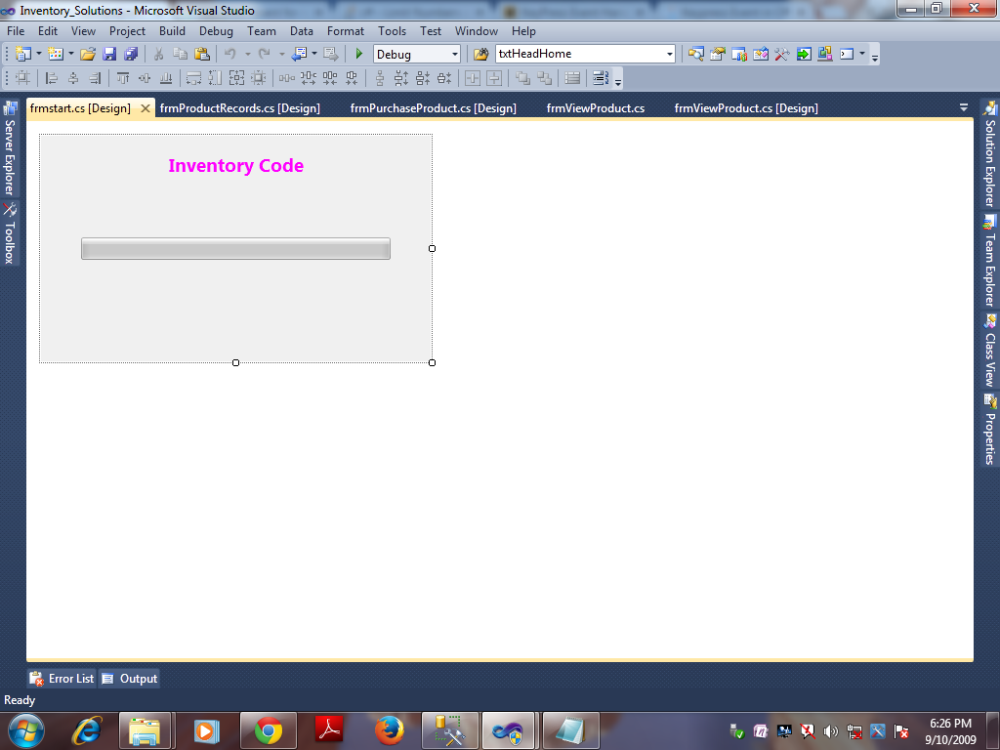 Inventory_Solutions - Microsoft Visual Studio
File Edit View Project Build Debug Team Data Format Tools Test Window Help
Debug txtHeadHome
frmstart.cs [Design] frmProductRecords.cs [Design] frmPurchaseProduct.cs [Design] frmViewProduct.cs frmViewProduct.cs [Design]
Server Explorer
Toolbox
Inventory Code
Solution Explorer
Team Explorer
Class View
Properties
Error List Output
Ready
6:26 PM
9/10/2009